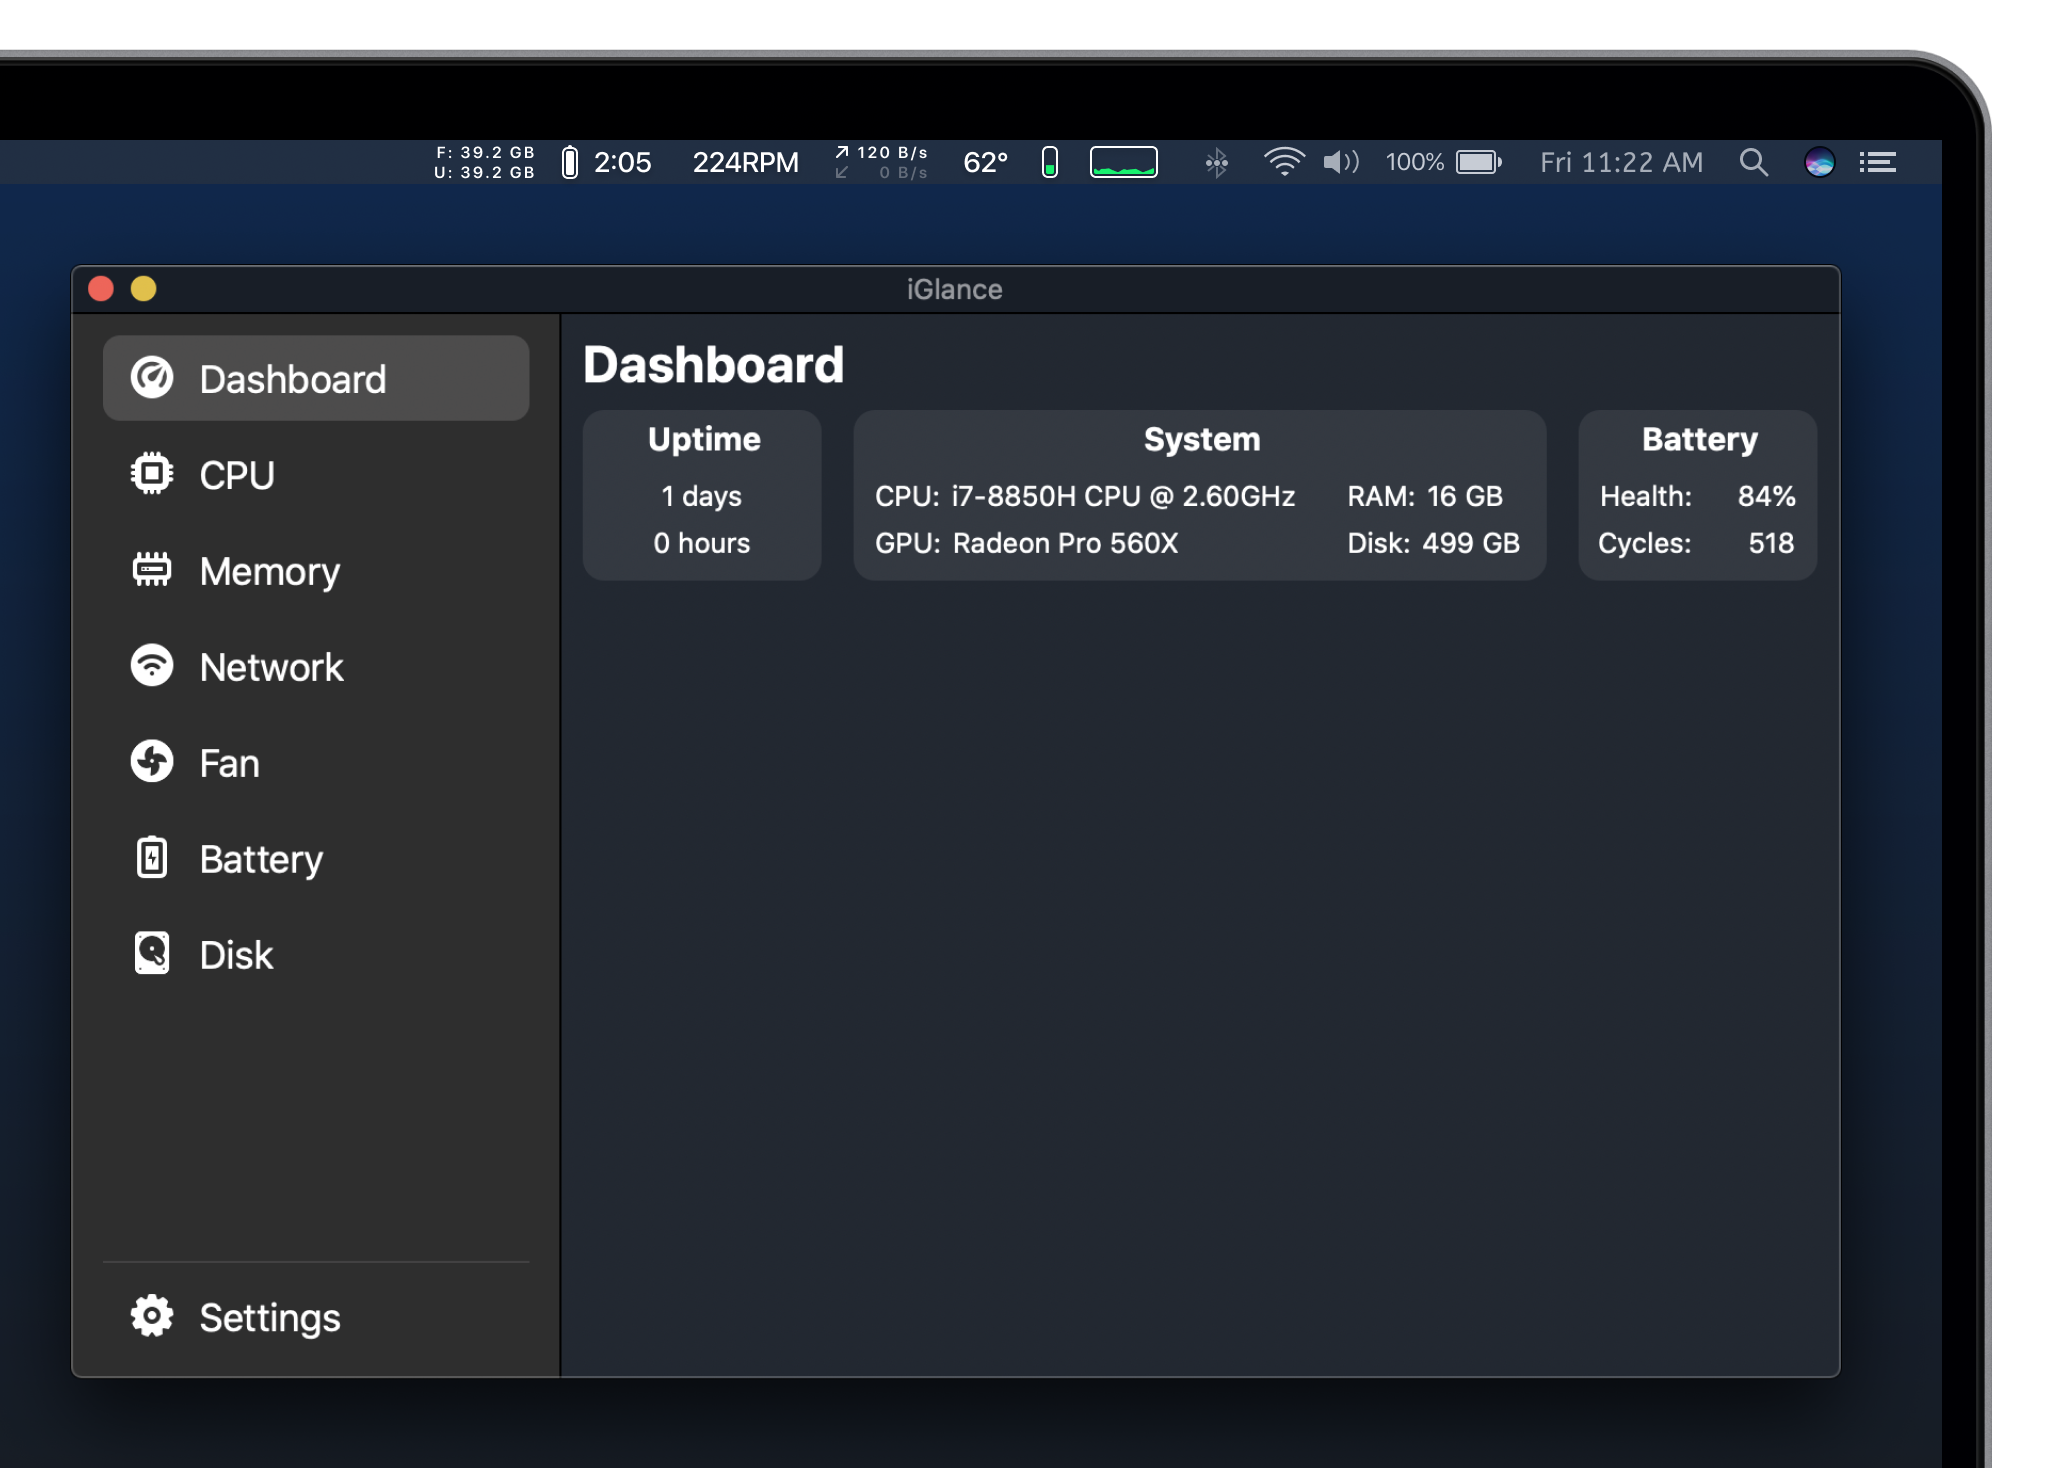 F: 39.2 GB
U: 39.2 GB
2:05
224RPM
120 B/s
0 B/s
62°
100%
Fri 11:22 AM
iGlance
Dashboard
CPU
Memory
Network
Fan
Battery
Disk
Settings
Dashboard
Uptime
1 days
0 hours
System
CPU: i7-8850H CPU @ 2.60GHz RAM: 16 GB
GPU: Radeon Pro 560X Disk: 499 GB
Battery
Health: 84%
Cycles: 518